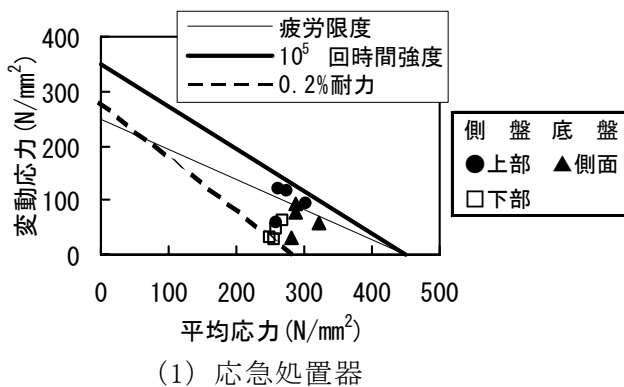 疲労限度
10⁵ 回時間強度
0.2%耐力
400
300
200
100
0
変動応力(N/mm²)
0 100 200 300 400 500
平均応力(N/mm²)
側 盤 底 盤
●上部 ▲側面
□下部
(1) 応急処置器